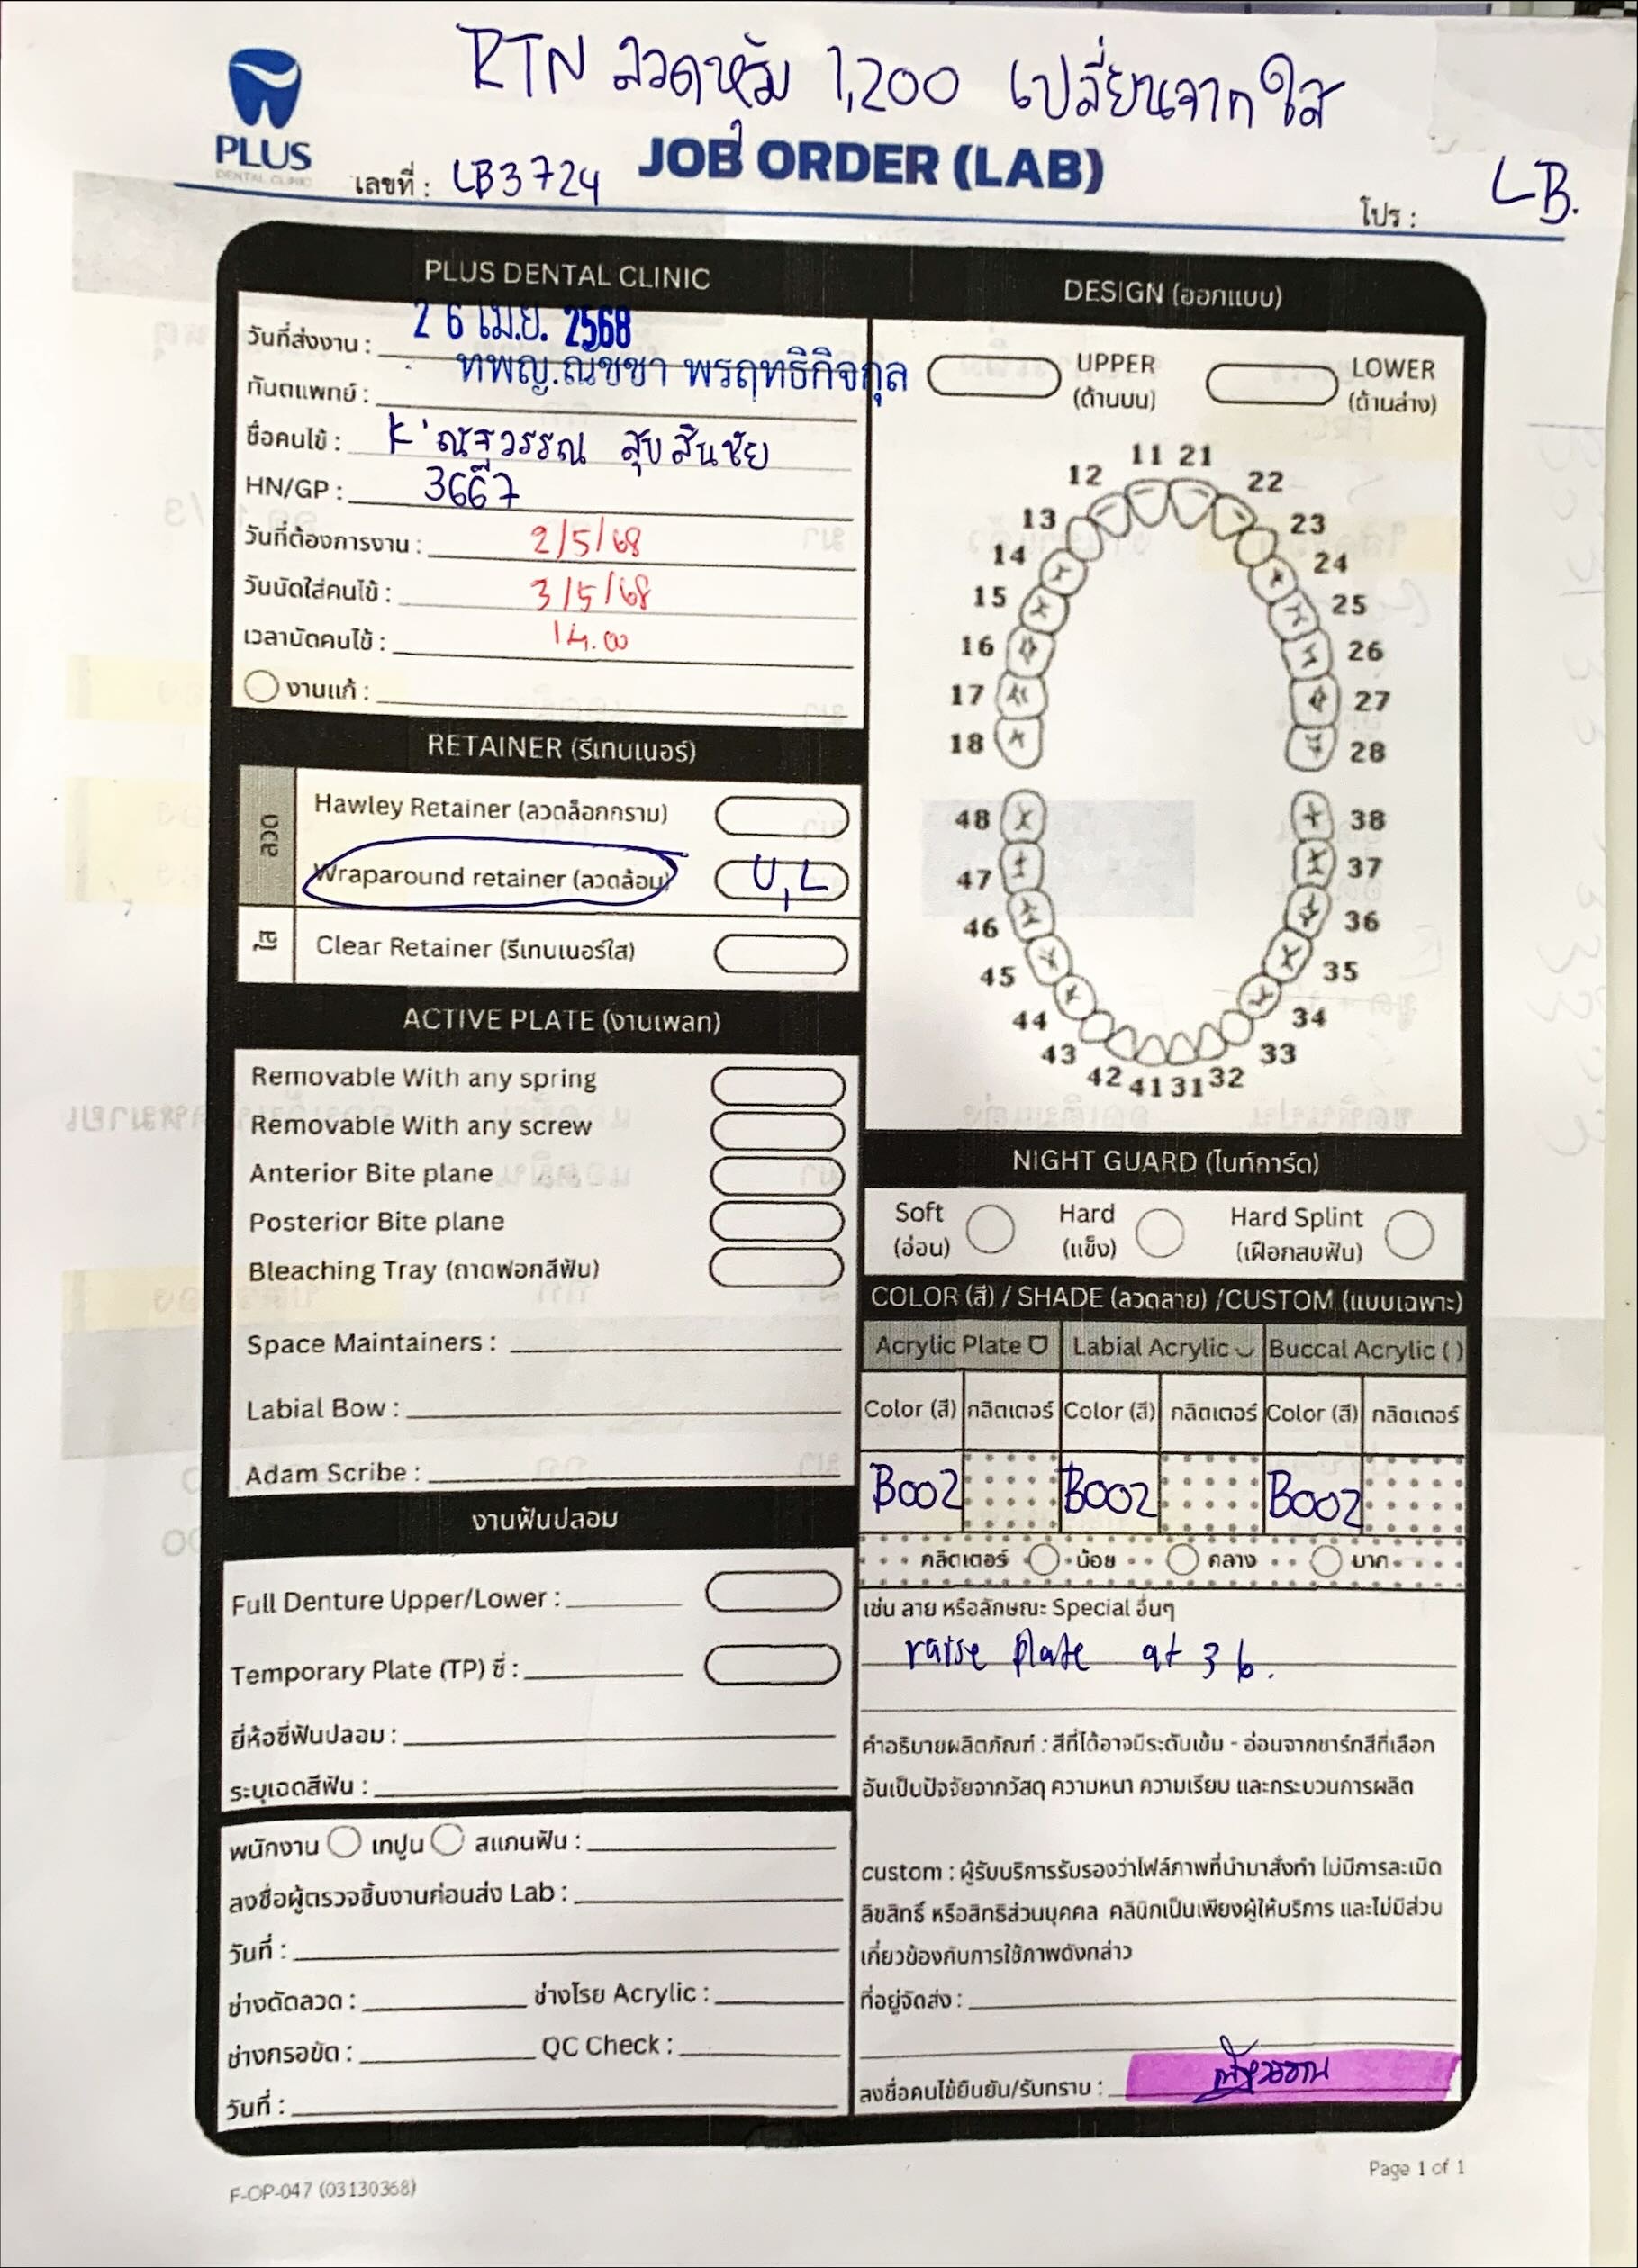 RTN ลวดหุ้ม 1,200 เปลี่ยนจากใส
PLUS
DENTAL CLINIC
JOB ORDER (LAB)
เลขที่ : LB3724
โปร : LB.
PLUS DENTAL CLINIC
วันที่ส่งงาน : 26 เม.ย. 2568
ทันตแพทย์ : ทพญ.ณัชชา พรฤทธิกิจกุล
ชื่อคนไข้ : K'ณัฐวรรณ สุขสินชัย
HN/GP : 3667
วันที่ต้องการงาน : 2/5/68
วันนัดใส่คนไข้ : 3/5/68
เวลานัดคนไข้ : 14.00
งานแก้ :
RETAINER (รีเทนเนอร์)
ลวด
Hawley Retainer (ลวดล็อกกราม)
Wraparound retainer (ลวดล้อม) U, L
ใส
Clear Retainer (รีเทนเนอร์ใส)
ACTIVE PLATE (งานเพลท)
Removable With any spring
Removable With any screw
Anterior Bite plane
Posterior Bite plane
Bleaching Tray (ถาดฟอกสีฟัน)
Space Maintainers :
Labial Bow :
Adam Scribe :
งานฟันปลอม
Full Denture Upper/Lower :
Temporary Plate (TP) ซี่ :
ยี่ห้อซี่ฟันปลอม :
ระบุเฉดสีฟัน :
พนักงาน เทปูน สแกนฟัน :
ลงชื่อผู้ตรวจชิ้นงานก่อนส่ง Lab :
วันที่ :
ช่างดัดลวด : ช่างโรย Acrylic :
ช่างกรอขัด : QC Check :
วันที่ :
DESIGN (ออกแบบ)
UPPER
(ด้านบน)
LOWER
(ด้านล่าง)
11 21
12 22
13 23
14 24
15 25
16 26
17 27
18 28
48 38
47 37
46 36
45 35
44 34
43 33
42 41 31 32
NIGHT GUARD (ไนท์การ์ด)
Soft
(อ่อน)
Hard
(แข็ง)
Hard Splint
(เฝือกสบฟัน)
COLOR (สี) / SHADE (ลวดลาย) /CUSTOM (แบบเฉพาะ)
Acrylic Plate Labial Acrylic Buccal Acrylic ( )
Color (สี) กลิตเตอร์ Color (สี) กลิตเตอร์ Color (สี) กลิตเตอร์
B002 B002 B002
กลิตเตอร์ น้อย กลาง มาก
เช่น ลาย หรือลักษณะ Special อื่นๆ
raise plate at 36.
คำอธิบายผลิตภัณฑ์ : สีที่ได้อาจมีระดับเข้ม - อ่อนจากชาร์ทสีที่เลือก
อันเป็นปัจจัยจากวัสดุ ความหนา ความเรียบ และกระบวนการผลิต
custom : ผู้รับบริการรับรองว่าไฟล์ภาพที่นำมาสั่งทำ ไม่มีการละเมิด
ลิขสิทธิ์ หรือสิทธิส่วนบุคคล คลินิกเป็นเพียงผู้ให้บริการ และไม่มีส่วน
เกี่ยวข้องกับการใช้ภาพดังกล่าว
ที่อยู่จัดส่ง :
ลงชื่อคนไข้ยืนยัน/รับทราบ : ณัฐวรรณ
F-OP-047 (03130368)
Page 1 of 1